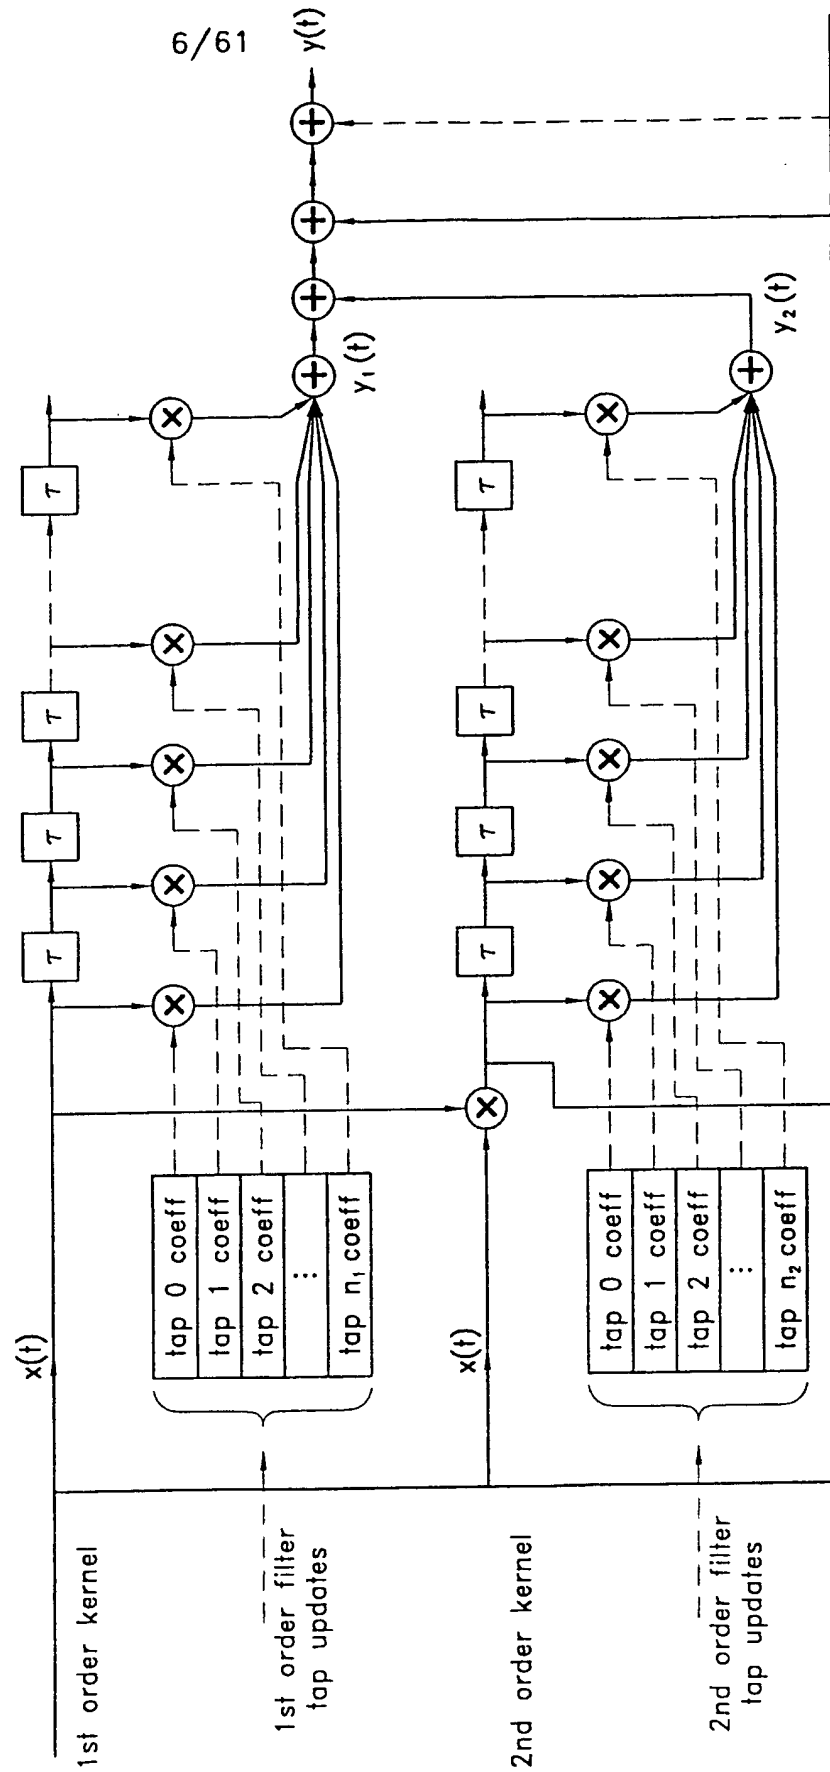 6/61
1st order kernel
x(t)
τ
τ
τ
τ
1st order filter
tap updates
tap 0 coeff
tap 1 coeff
tap 2 coeff
⋮
tap n₁ coeff
y₁(t)
y(t)
2nd order kernel
x(t)
τ
τ
τ
τ
2nd order filter
tap updates
tap 0 coeff
tap 1 coeff
tap 2 coeff
⋮
tap n₂ coeff
y₂(t)